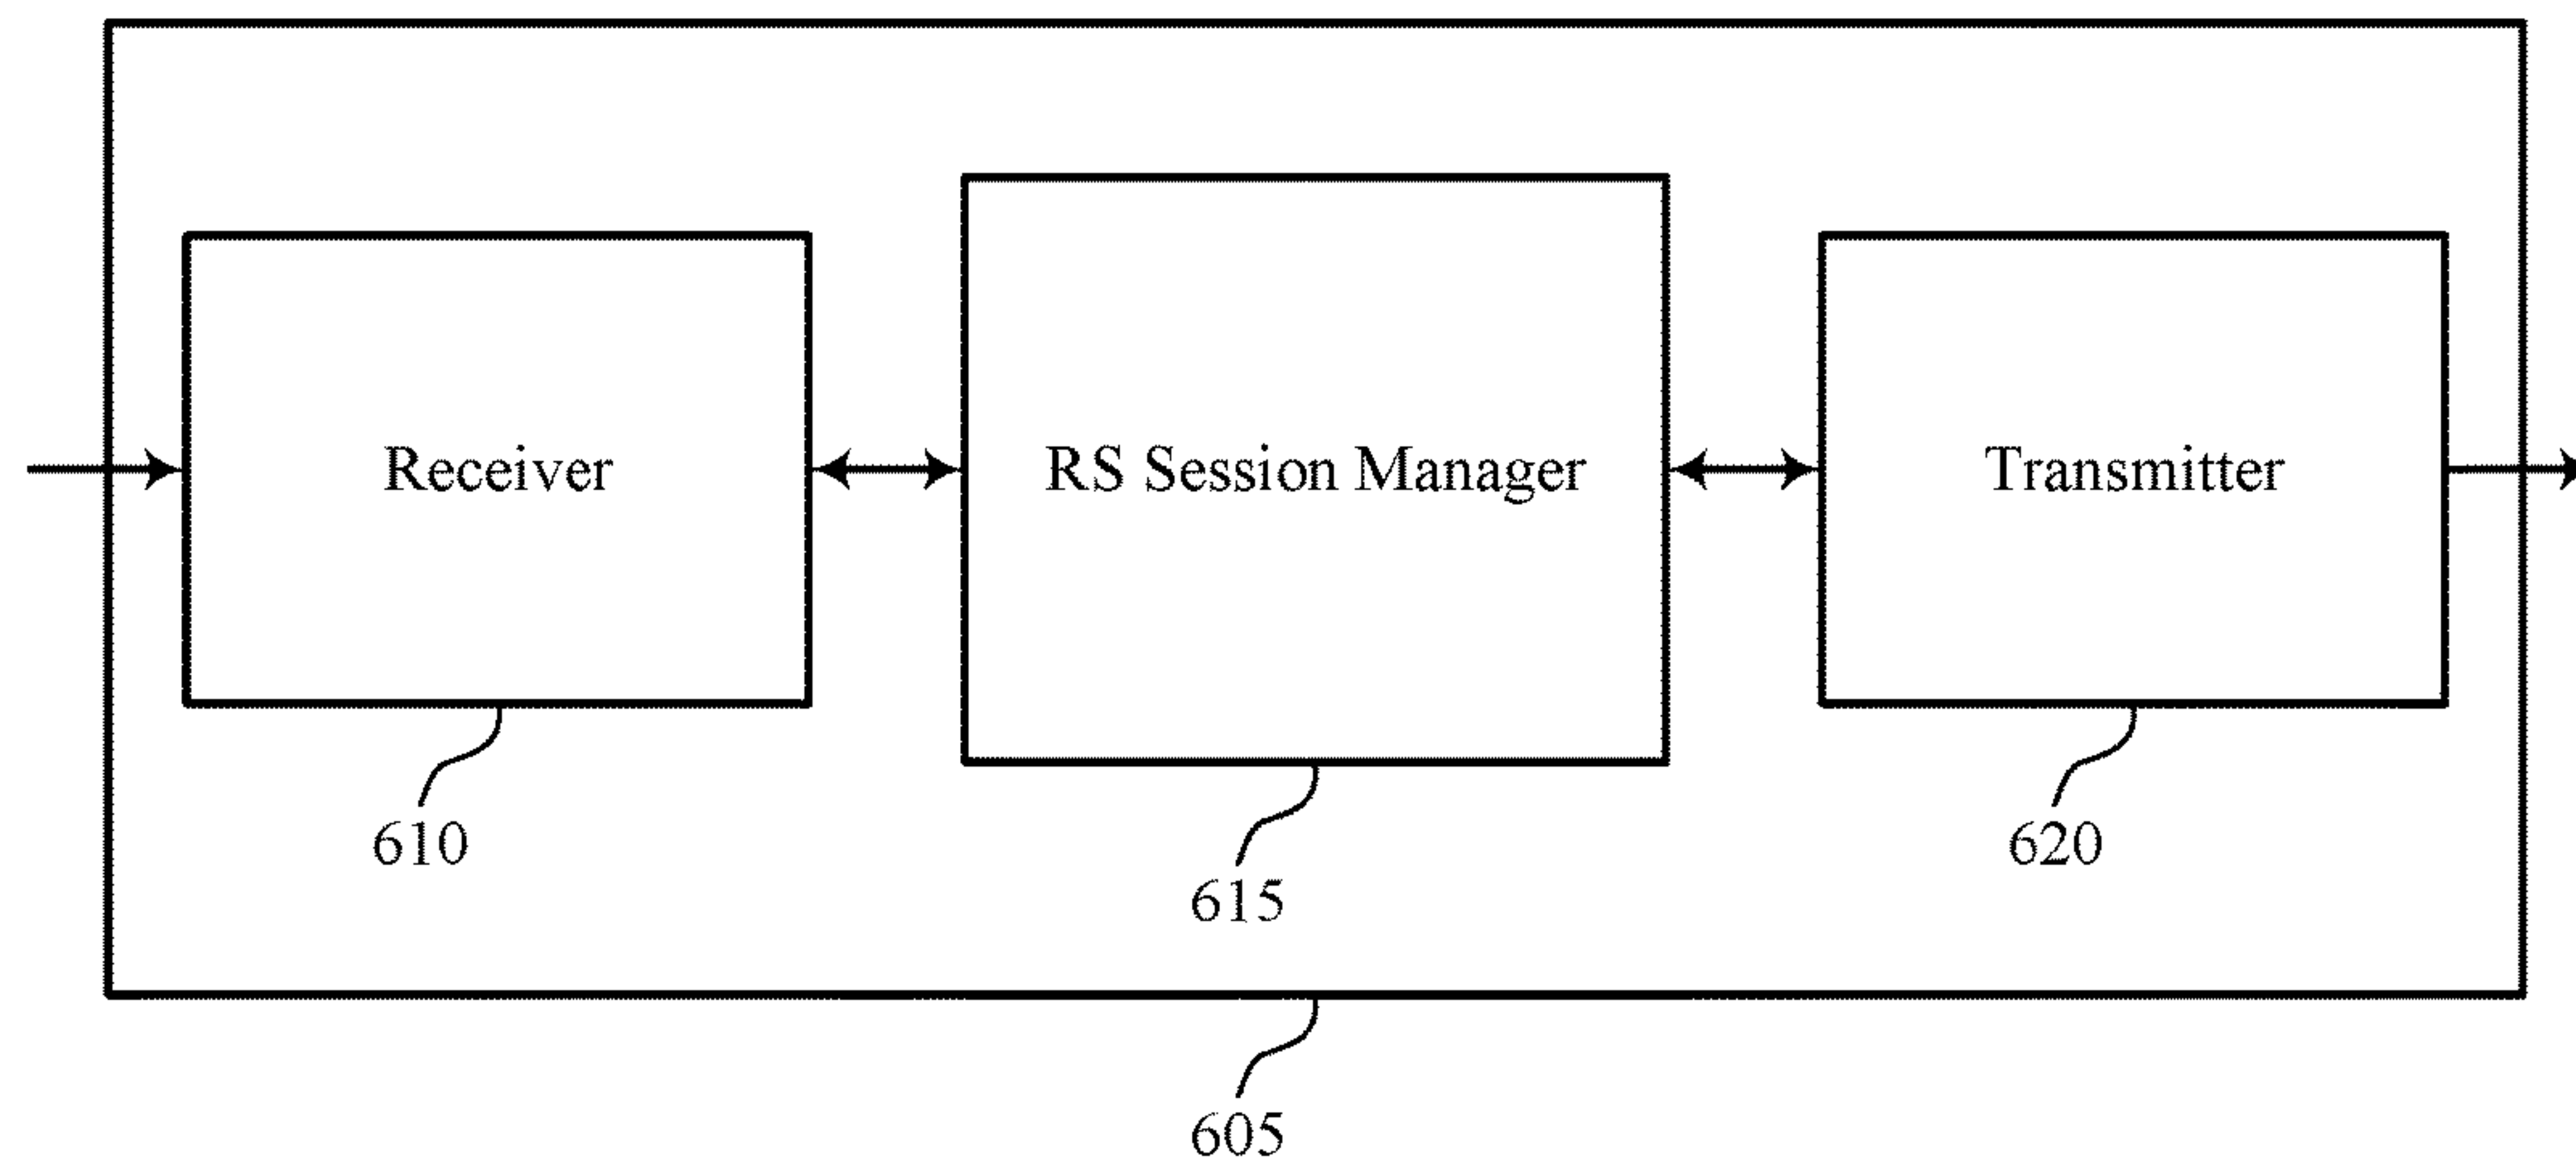 Receiver
RS Session Manager
Transmitter
610
615
620
605